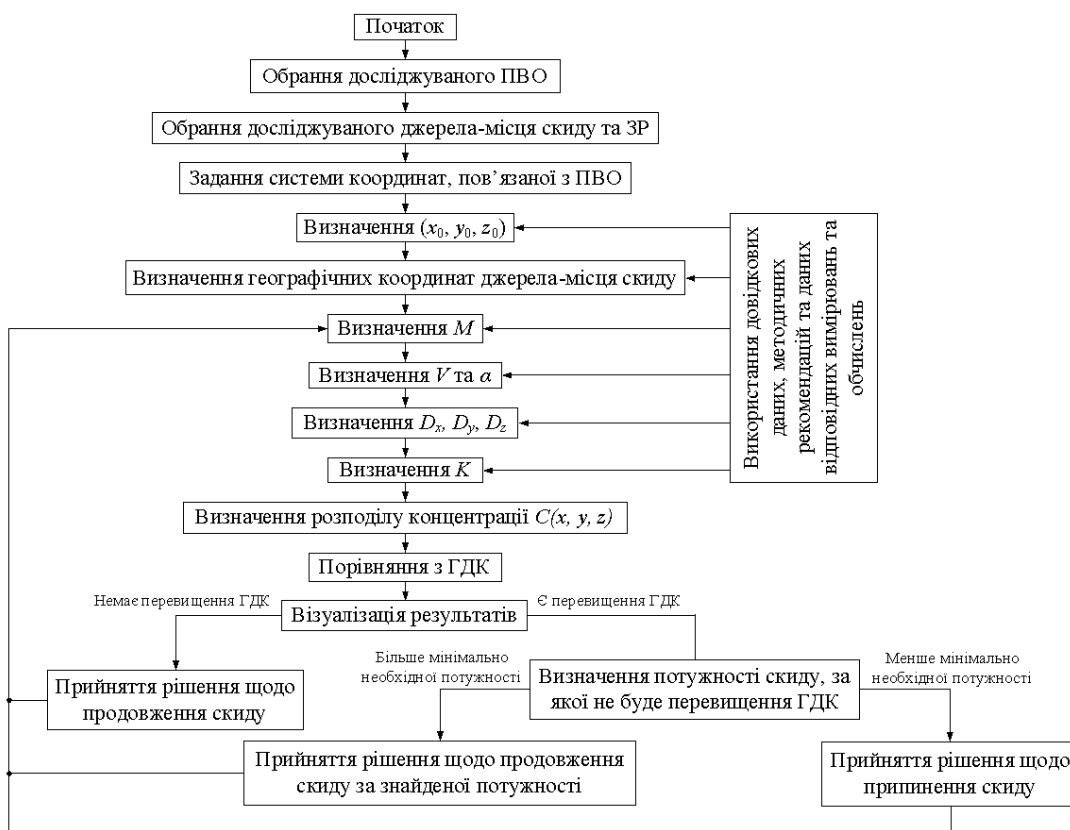 Початок
Обрання досліджуваного ПВО
Обрання досліджуваного джерела-місця скиду та ЗР
Задання системи координат, пов’язаної з ПВО
Визначення (x₀, y₀, z₀)
Визначення географічних координат джерела-місця скиду
Визначення M
Визначення V та α
Визначення Dₓ, Dᵧ, D_z
Визначення K
Використання довідкових
даних, методичних
рекомендацій та даних
відповідних вимірювань та
обчислень
Визначення розподілу концентрації C(x, y, z)
Порівняння з ГДК
Візуалізація результатів
Немає перевищення ГДК
Є перевищення ГДК
Прийняття рішення щодо
продовження скиду
Більше мінімально
необхідної потужності
Визначення потужності скиду, за
якої не буде перевищення ГДК
Менше мінімально
необхідної потужності
Прийняття рішення щодо продовження
скиду за знайденої потужності
Прийняття рішення щодо
припинення скиду